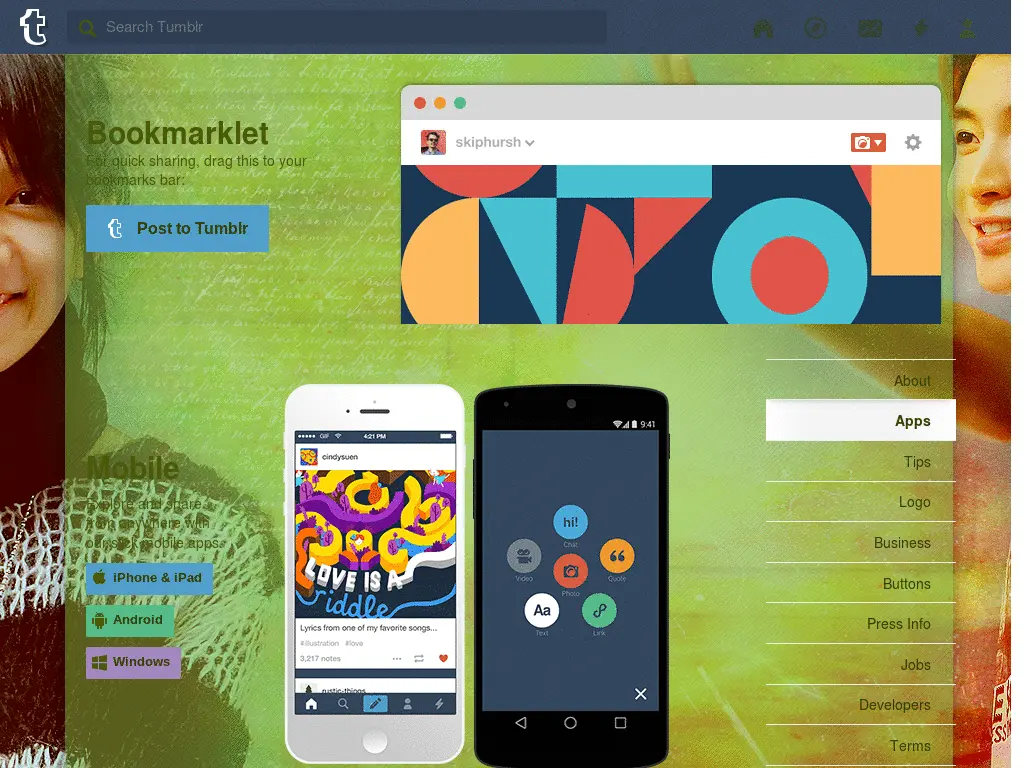 Search Tumblr
Bookmarklet
For quick sharing, drag this to your
bookmarks bar:
t Post to Tumblr
skiphursh
Mobile
Explore and share
from anywhere with
our slick mobile apps.
iPhone & iPad
Android
Windows
GIF 4:21 PM
cindysuen
LOVE IS A
riddle
Lyrics from one of my favorite songs...
#illustration #love
3,217 notes
rustic-things
9:41
hi!
Chat
Video
Quote
Photo
Aa
Text
Link
About
Apps
Tips
Logo
Business
Buttons
Press Info
Jobs
Developers
Terms